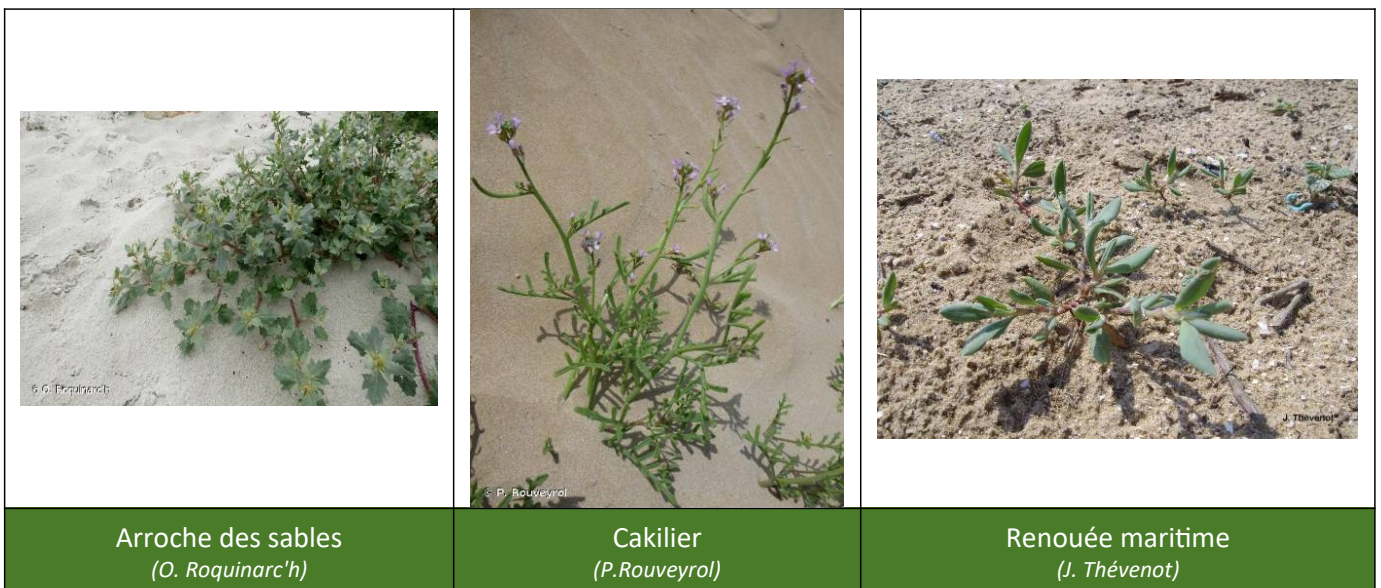 © O. Roquinarc'h
© P. Rouveyrol
J. Thévenot
Arroche des sables
(O. Roquinarc'h)
Cakilier
(P.Rouveyrol)
Renouée maritime
(J. Thévenot)